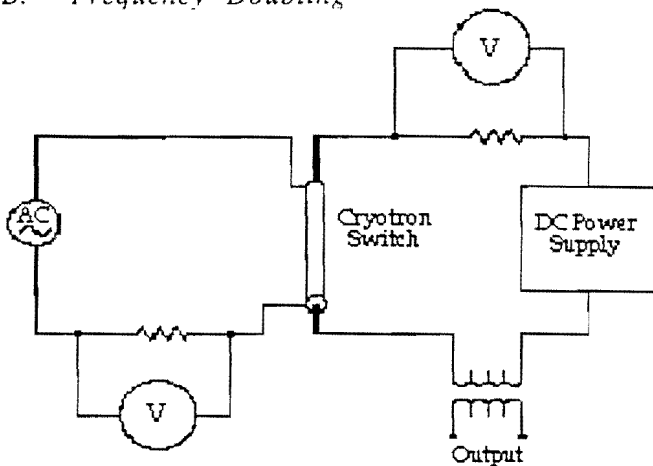 B. Frequency Doubling
V
AC
Cryotron
Switch
DC Power
Supply
V
Output